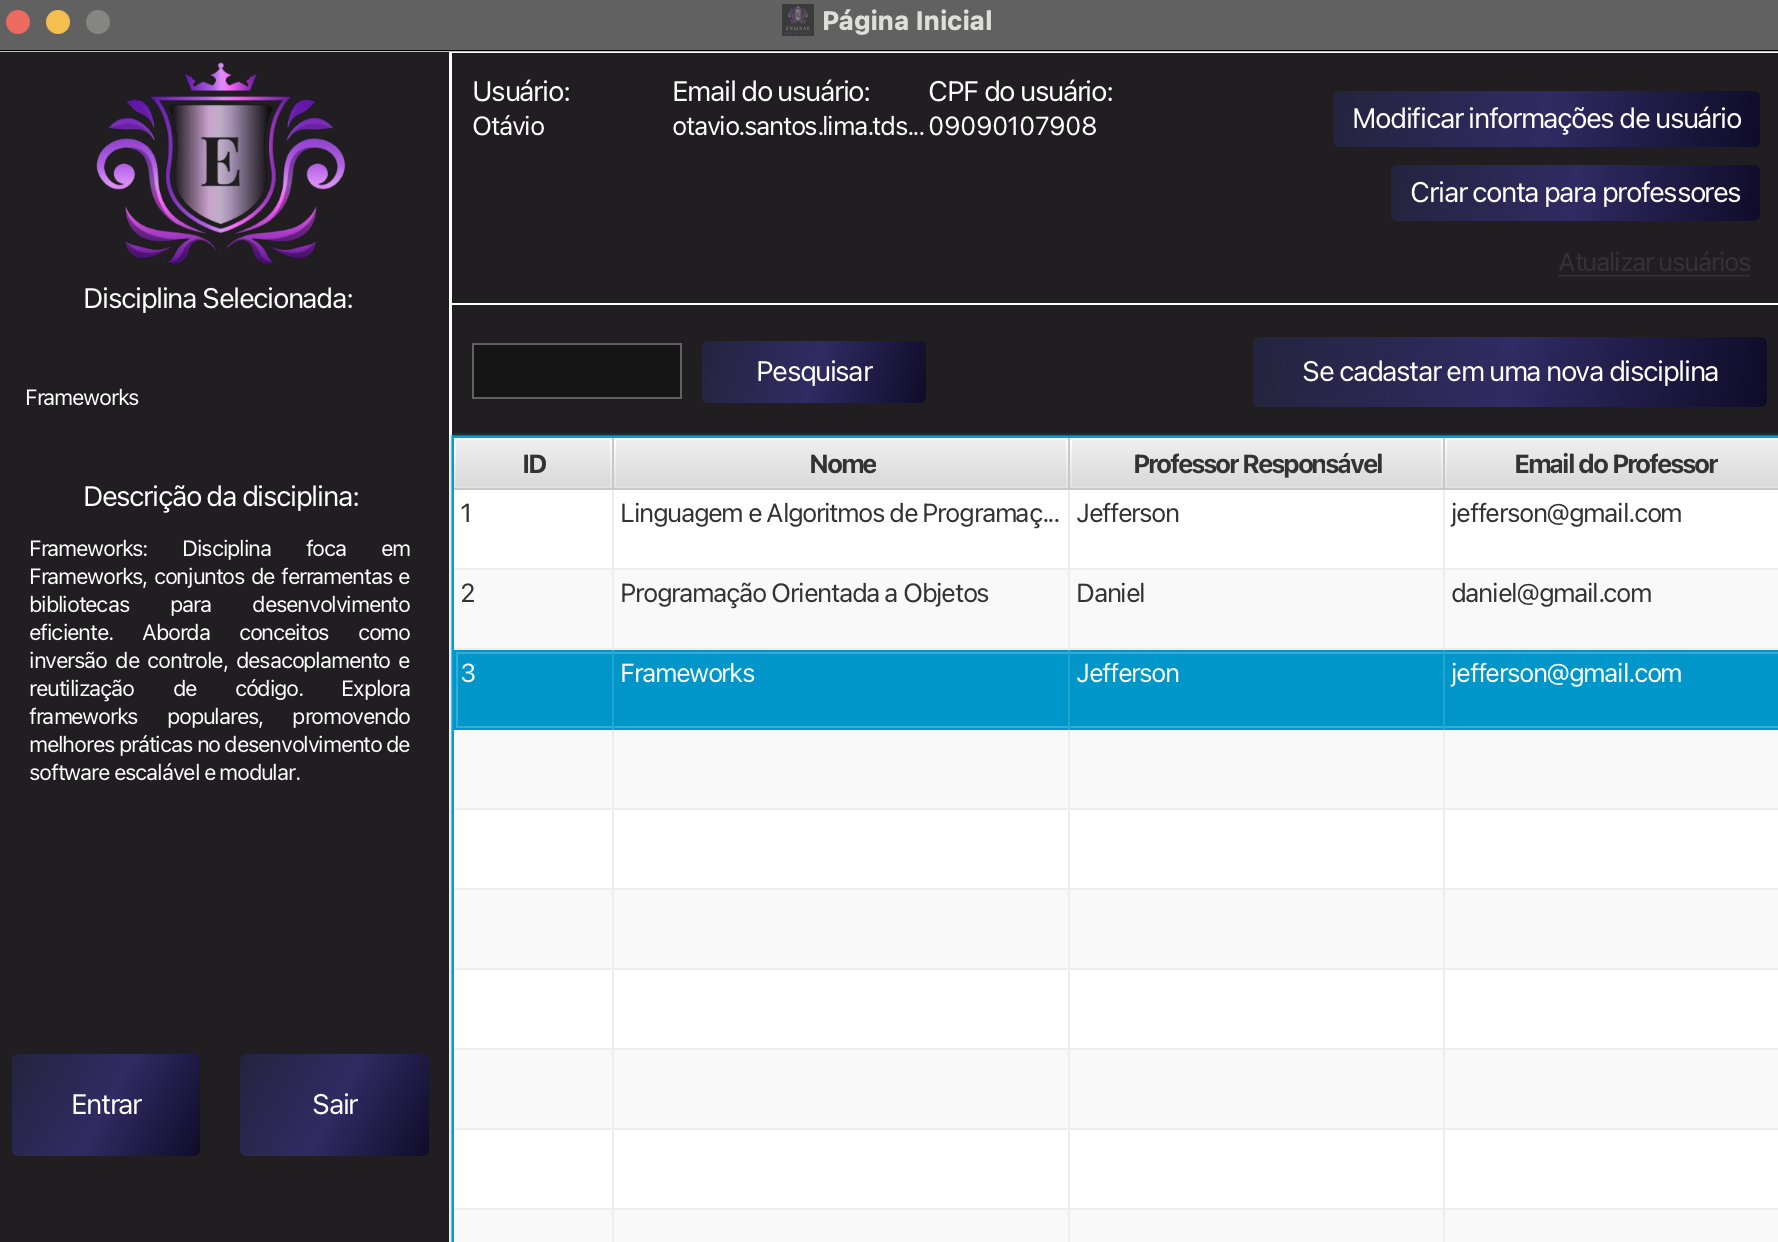 Página Inicial
E
Disciplina Selecionada:
Frameworks
Descrição da disciplina:
Frameworks: Disciplina foca em
Frameworks, conjuntos de ferramentas e
bibliotecas para desenvolvimento
eficiente. Aborda conceitos como
inversão de controle, desacoplamento e
reutilização de código. Explora
frameworks populares, promovendo
melhores práticas no desenvolvimento de
software escalável e modular.
Entrar
Sair
Usuário: Email do usuário: CPF do usuário:
Otávio otavio.santos.lima.tds... 09090107908
Modificar informações de usuário
Criar conta para professores
Atualizar usuários
Pesquisar
Se cadastar em uma nova disciplina
ID Nome Professor Responsável Email do Professor
1 Linguagem e Algoritmos de Programaç... Jefferson jefferson@gmail.com
2 Programação Orientada a Objetos Daniel daniel@gmail.com
3 Frameworks Jefferson jefferson@gmail.com